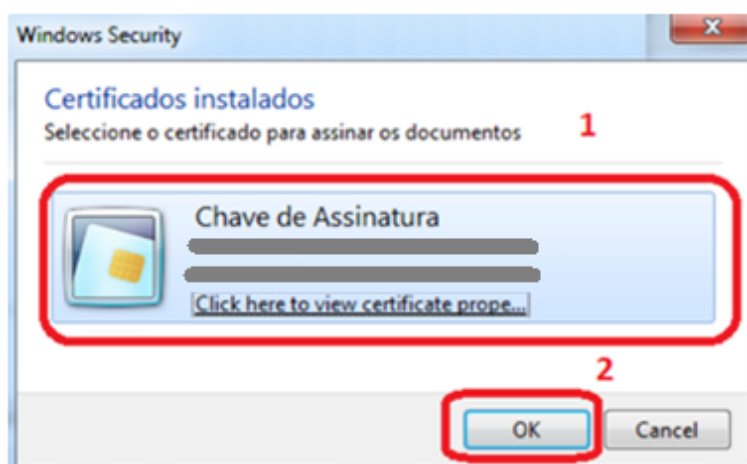 Windows Security
Certificados instalados
Seleccione o certificado para assinar os documentos
1
Chave de Assinatura
Click here to view certificate prope...
2
OK
Cancel